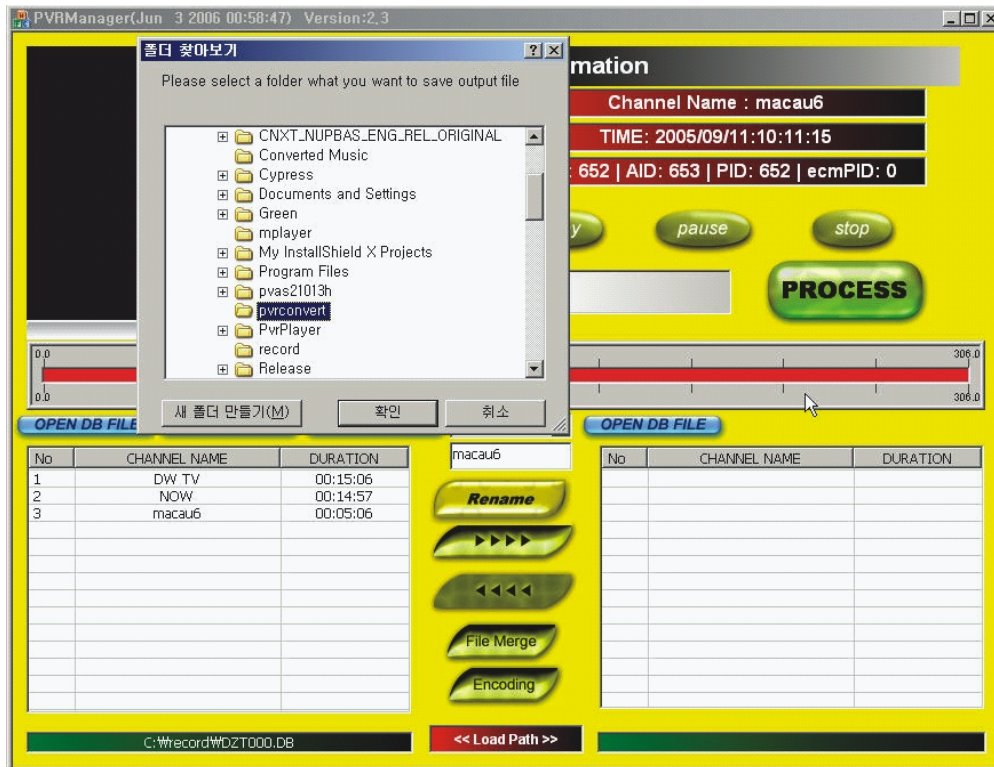 PVRManager(Jun 3 2006 00:58:47) Version:2.3
폴더 찾아보기
Please select a folder what you want to save output file
CNXT_NUPBAS_ENG_REL_ORIGINAL
Converted Music
Cypress
Documents and Settings
Green
mplayer
My InstallShield X Projects
Program Files
pvas21013h
pvrconvert
PvrPlayer
record
Release
새 폴더 만들기(M)
확인
취소
mation
Channel Name : macau6
TIME: 2005/09/11:10:11:15
: 652 | AID: 653 | PID: 652 | ecmPID: 0
y
pause
stop
PROCESS
0.0
306.0
0.0
306.0
OPEN DB FILE
OPEN DB FILE
No CHANNEL NAME DURATION
1 DW TV 00:15:06
2 NOW 00:14:57
3 macau6 00:05:06
macau6
Rename
File Merge
Encoding
No CHANNEL NAME DURATION
C:₩record₩DZT000.DB
<< Load Path >>